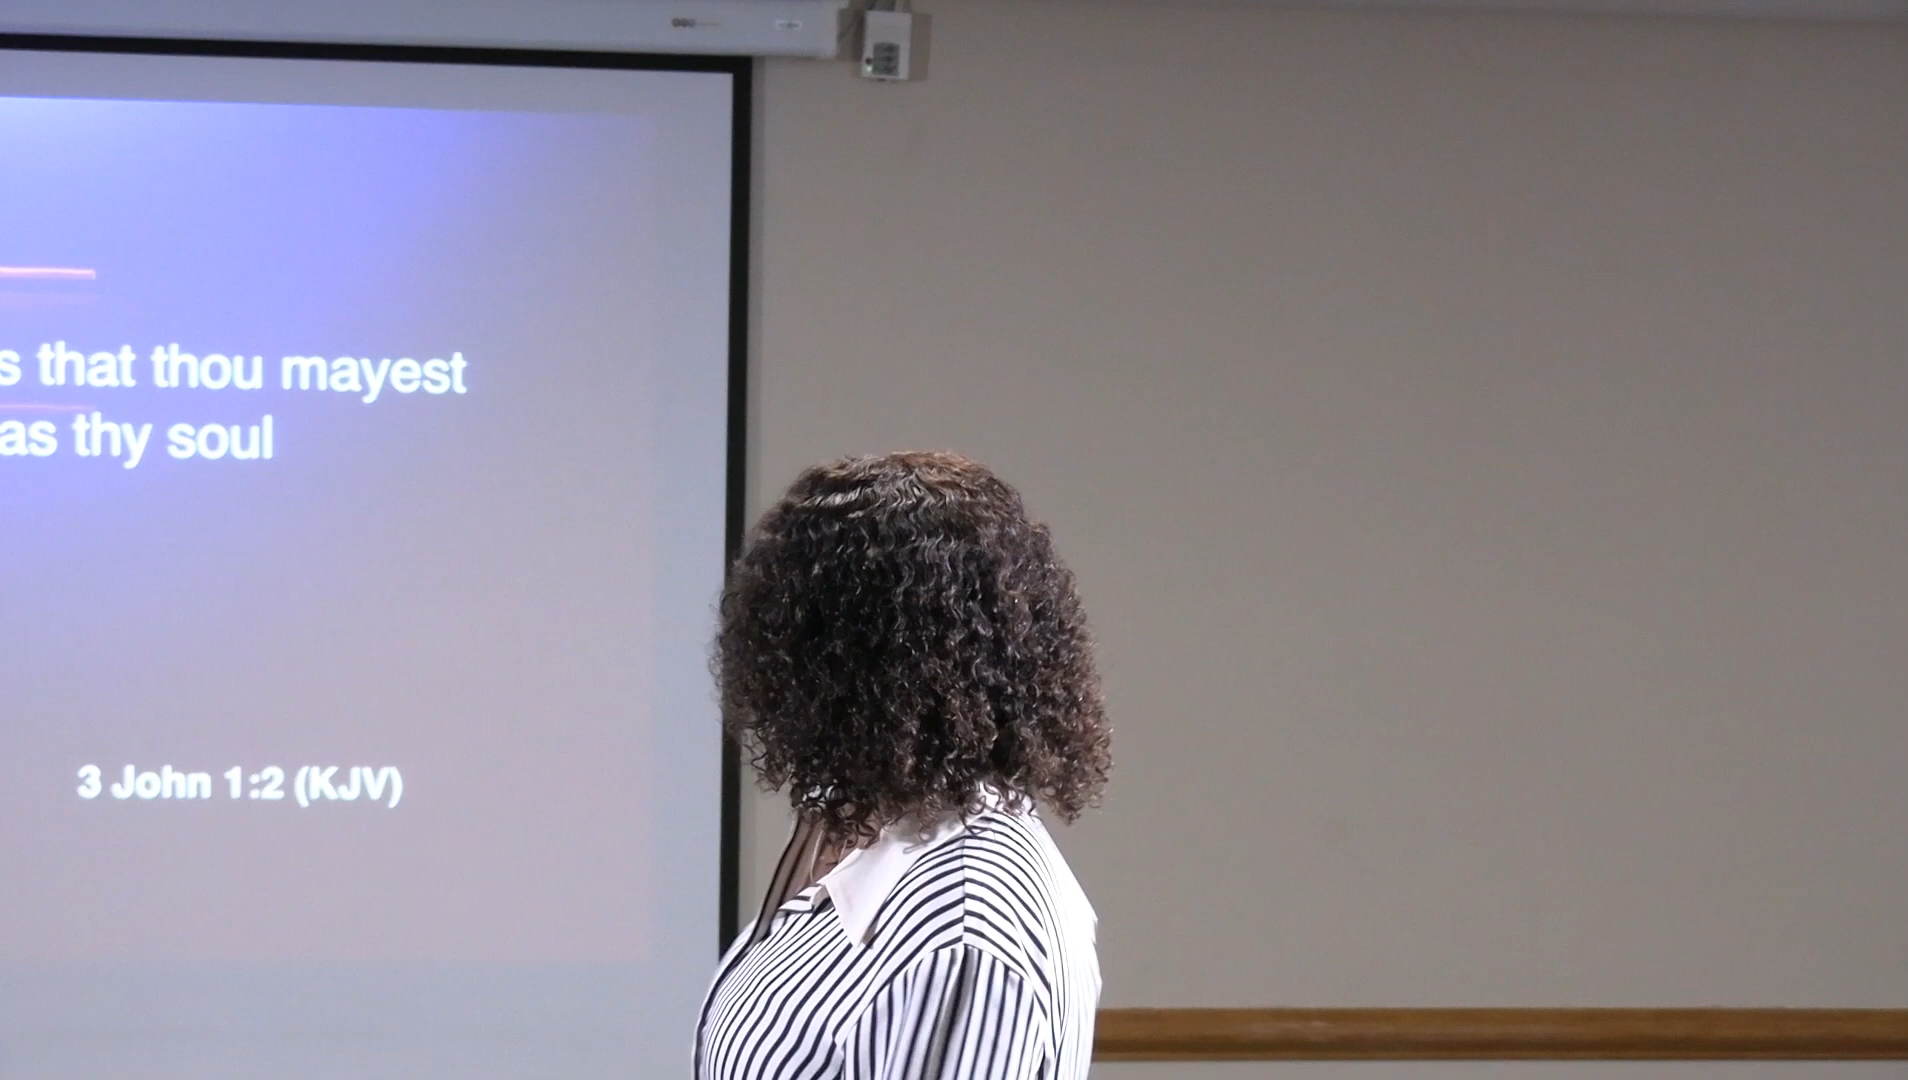 s that thou mayest
as thy soul
3 John 1:2 (KJV)